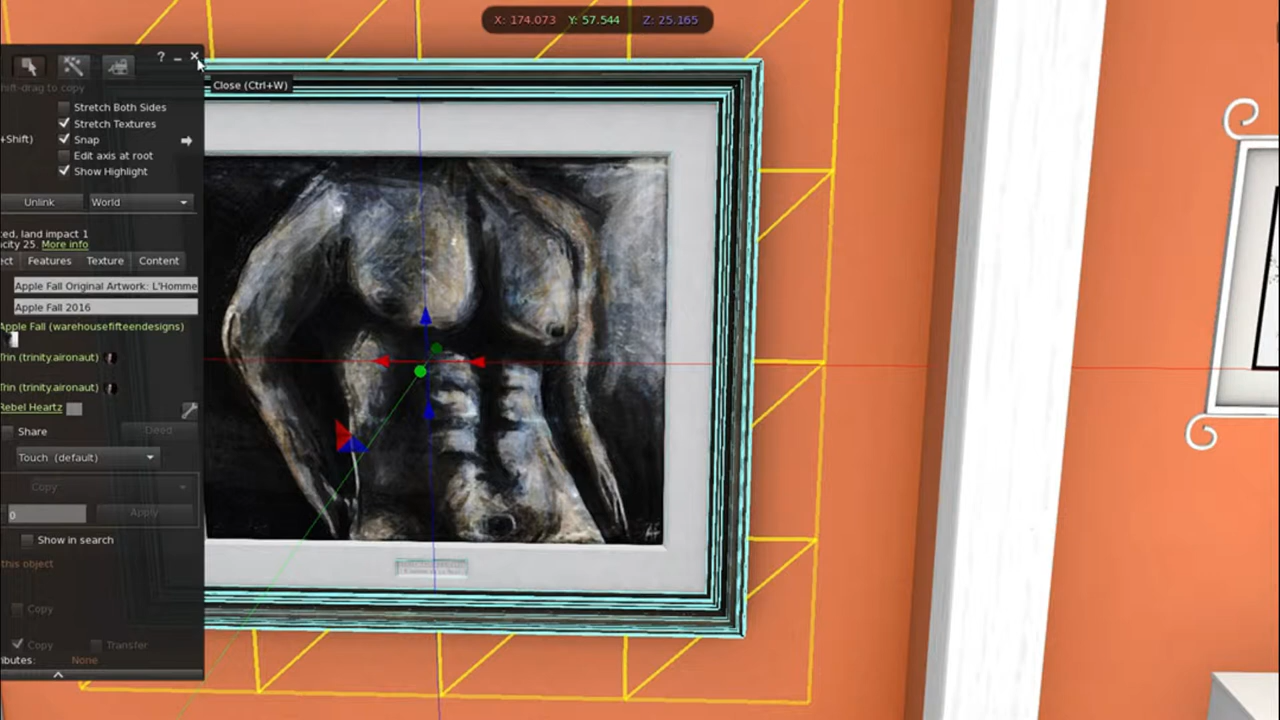 X: 174.073 Y: 57.544 Z: 25.165
? – ×
Close (Ctrl+W)
hift-drag to copy
Stretch Both Sides
Stretch Textures
+Shift)
Snap
Edit axis at root
Show Highlight
Unlink
World
ted, land impact 1
city 25. More info
ect Features Texture Content
Apple Fall Original Artwork: L'Homme
Apple Fall 2016
Apple Fall (warehousefifteendesigns)
Trin (trinity.aironaut)
Trin (trinity.aironaut)
Rebel Heartz
Share
Deed
Touch (default)
Copy
0
Apply
Show in search
this object
Copy
Copy
Transfer
ibutes: None